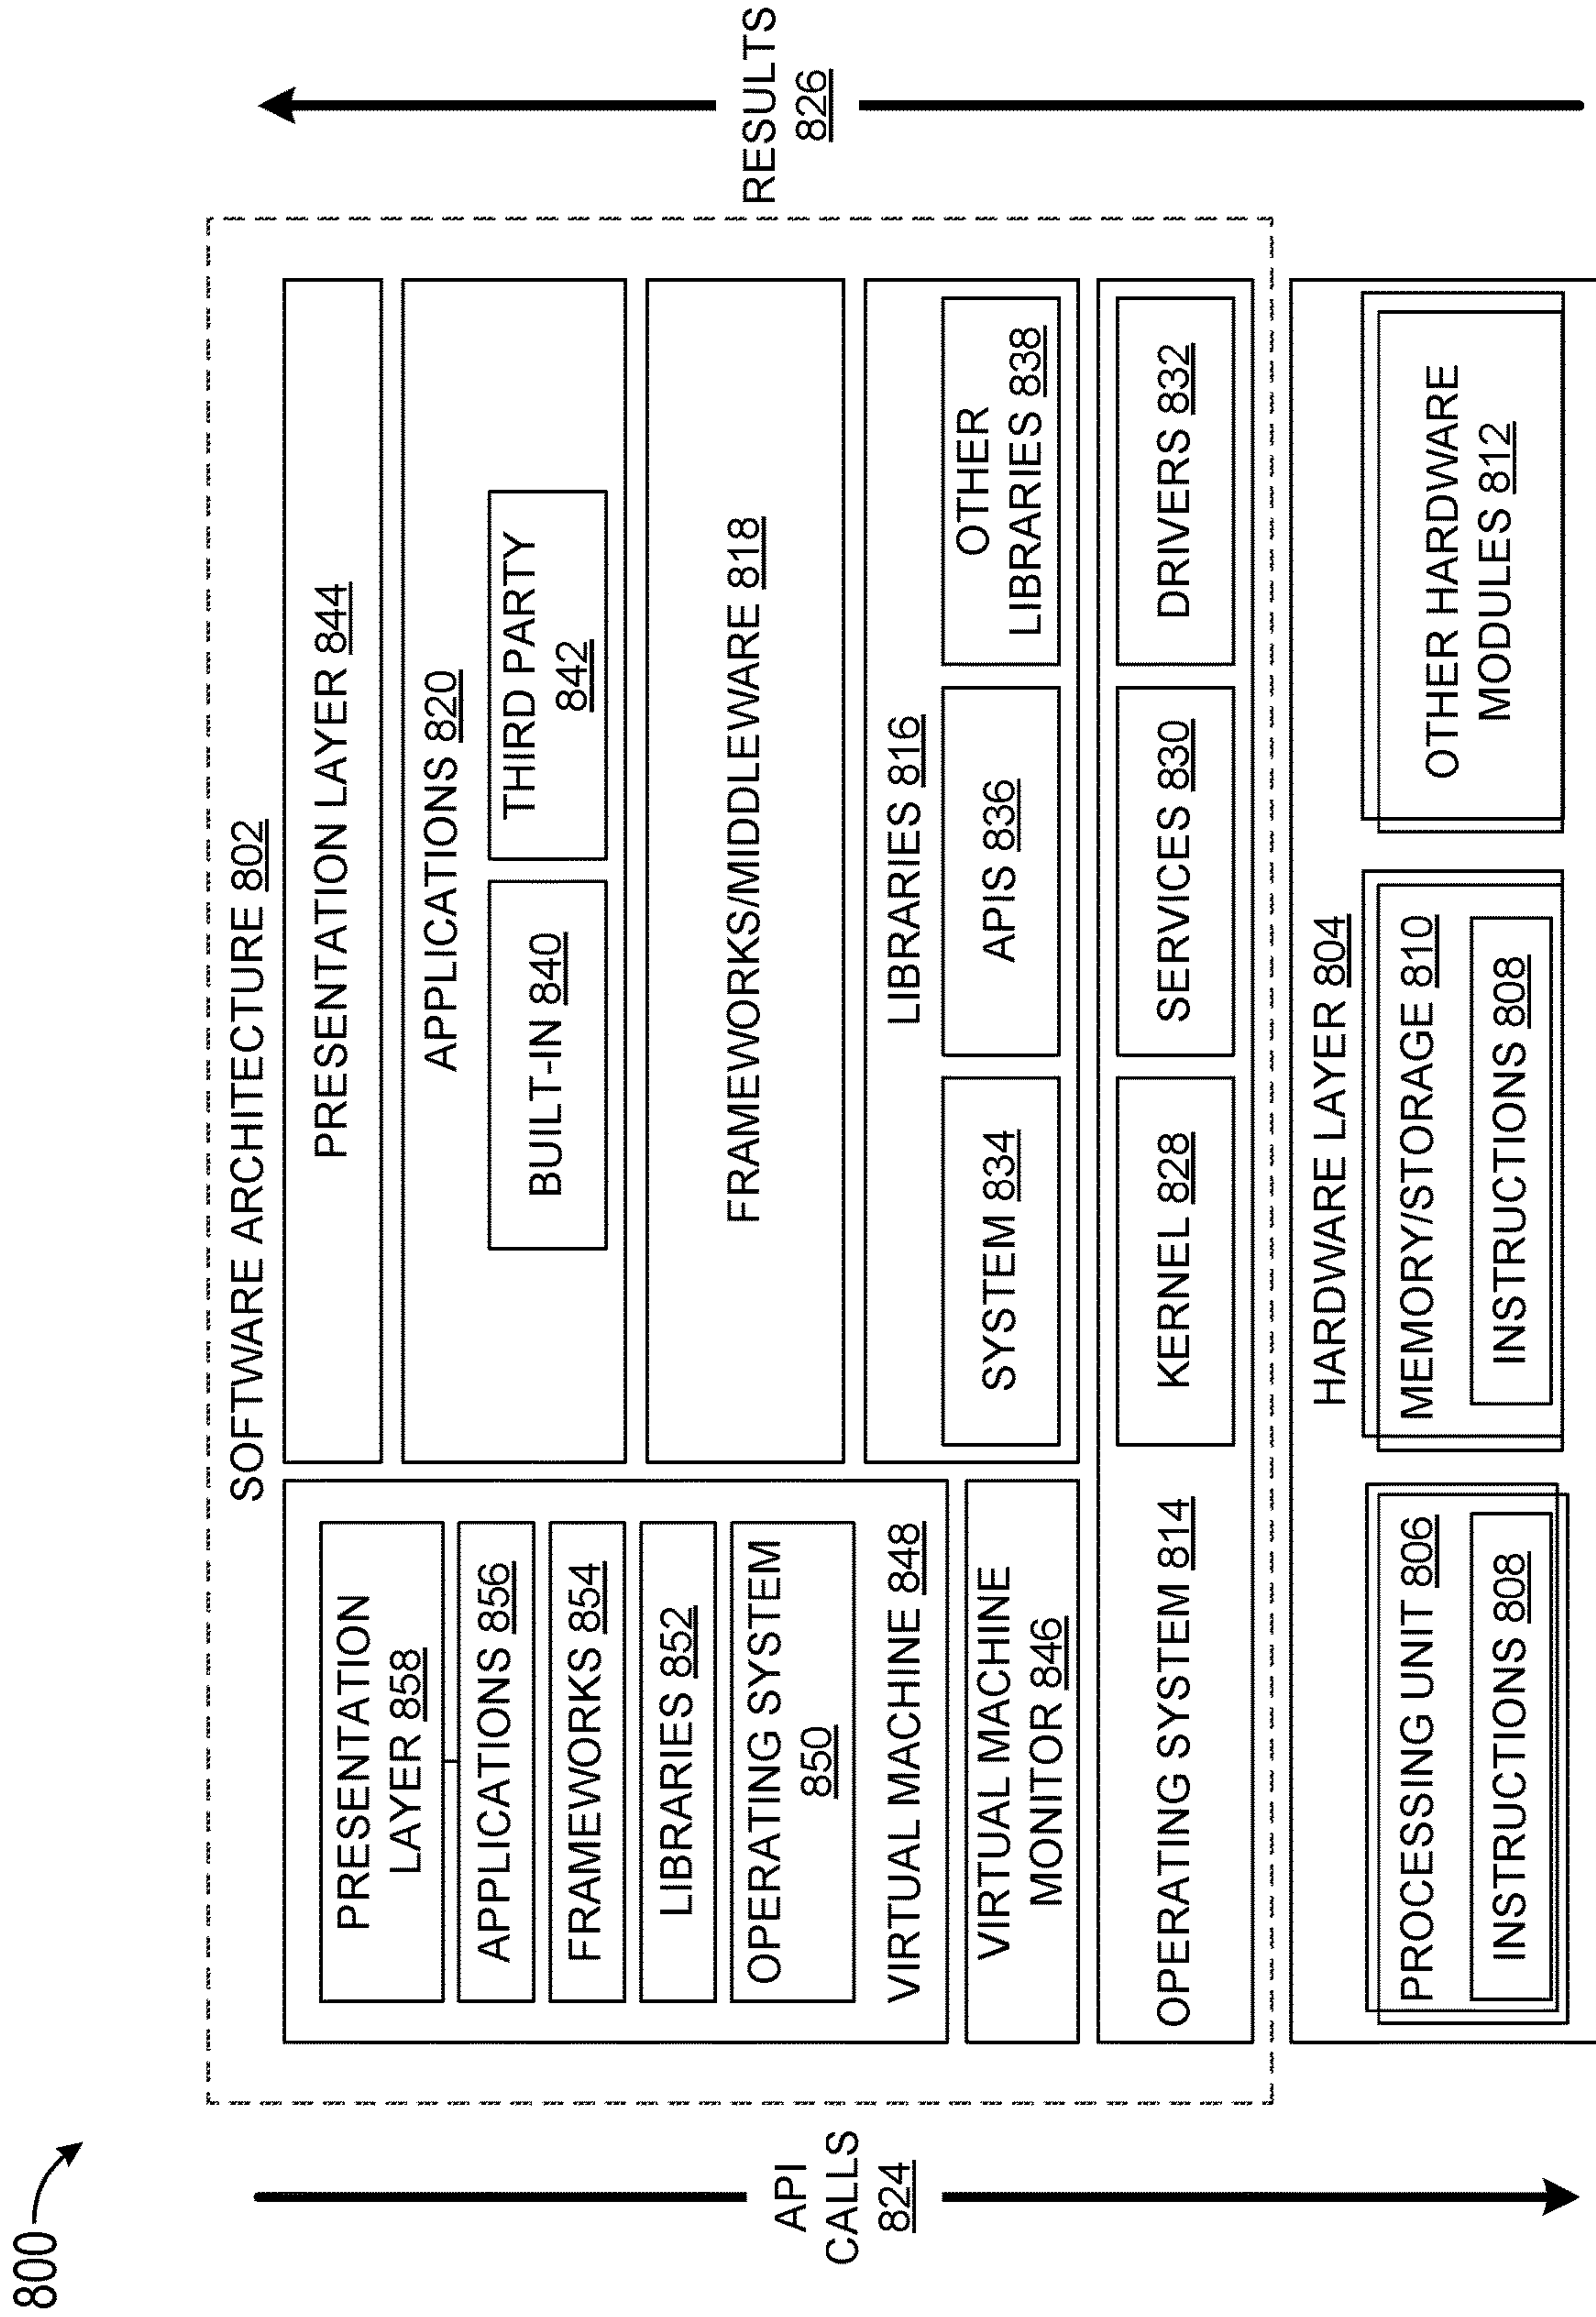 800
SOFTWARE ARCHITECTURE 802
PRESENTATION
LAYER 858
APPLICATIONS 856
FRAMEWORKS 854
LIBRARIES 852
OPERATING SYSTEM
850
VIRTUAL MACHINE 848
VIRTUAL MACHINE
MONITOR 846
PRESENTATION LAYER 844
APPLICATIONS 820
BUILT-IN 840
THIRD PARTY
842
FRAMEWORKS/MIDDLEWARE 818
LIBRARIES 816
SYSTEM 834
APIS 836
OTHER
LIBRARIES 838
OPERATING SYSTEM 814
KERNEL 828
SERVICES 830
DRIVERS 832
HARDWARE LAYER 804
PROCESSING UNIT 806
INSTRUCTIONS 808
MEMORY/STORAGE 810
INSTRUCTIONS 808
OTHER HARDWARE
MODULES 812
API
CALLS
824
RESULTS
826